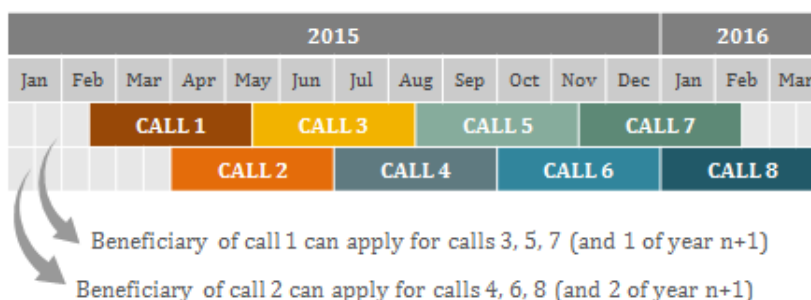 2015 2016
Jan Feb Mar Apr May Jun Jul Aug Sep Oct Nov Dec Jan Feb Mar
CALL 1 CALL 3 CALL 5 CALL 7
CALL 2 CALL 4 CALL 6 CALL 8
Beneficiary of call 1 can apply for calls 3, 5, 7 (and 1 of year n+1)
Beneficiary of call 2 can apply for calls 4, 6, 8 (and 2 of year n+1)